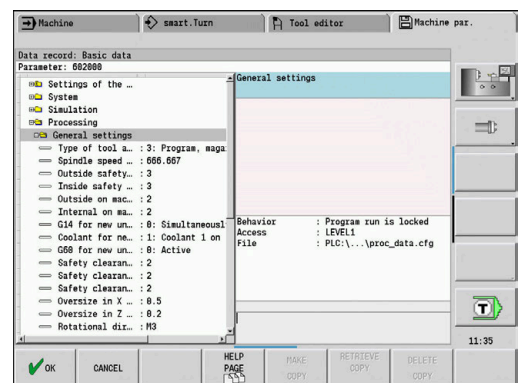 Machine
smart.Turn
Tool editor
Machine par.
Data record: Basic data
Parameter: 602800
General settings
Settings of the …
System
Simulation
Processing
General settings
Type of tool a… : 3: Program, maga
Spindle speed … : 666.667
Outside safety… : 3
Inside safety … : 3
Outside on mac… : 2
Internal on ma… : 2
G14 for new un… : 0: Simultaneousl
Coolant for ne… : 1: Coolant 1 on
G60 for new un… : 0: Active
Safety clearan… : 2
Safety clearan… : 2
Safety clearan… : 2
Oversize in X … : 0.5
Oversize in Z … : 0.2
Rotational dir… : M3
Behavior : Program run is locked
Access : LEVEL1
File : PLC:\...\proc_data.cfg
T
11:35
OK
CANCEL
HELP PAGE
MAKE COPY
RETRIEVE COPY
DELETE COPY